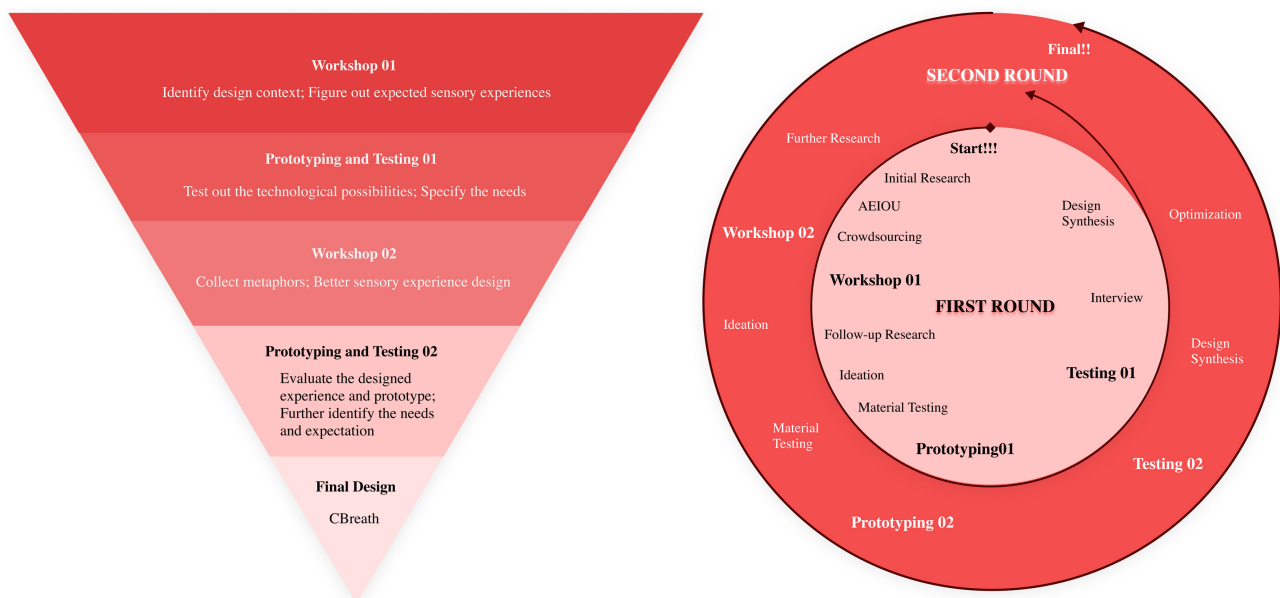 Workshop 01
Identify design context; Figure out expected sensory experiences
Prototyping and Testing 01
Test out the technological possibilities; Specify the needs
Workshop 02
Collect metaphors; Better sensory experience design
Prototyping and Testing 02
Evaluate the designed
experience and prototype;
Further identify the needs
and expectation
Final Design
CBreath
Final!!
SECOND ROUND
Further Research
Workshop 02
Ideation
Material
Testing
Prototyping 02
Testing 02
Design
Synthesis
Optimization
Start!!!
Initial Research
AEIOU
Crowdsourcing
Workshop 01
FIRST ROUND
Follow-up Research
Ideation
Material Testing
Prototyping01
Testing 01
Interview
Design
Synthesis